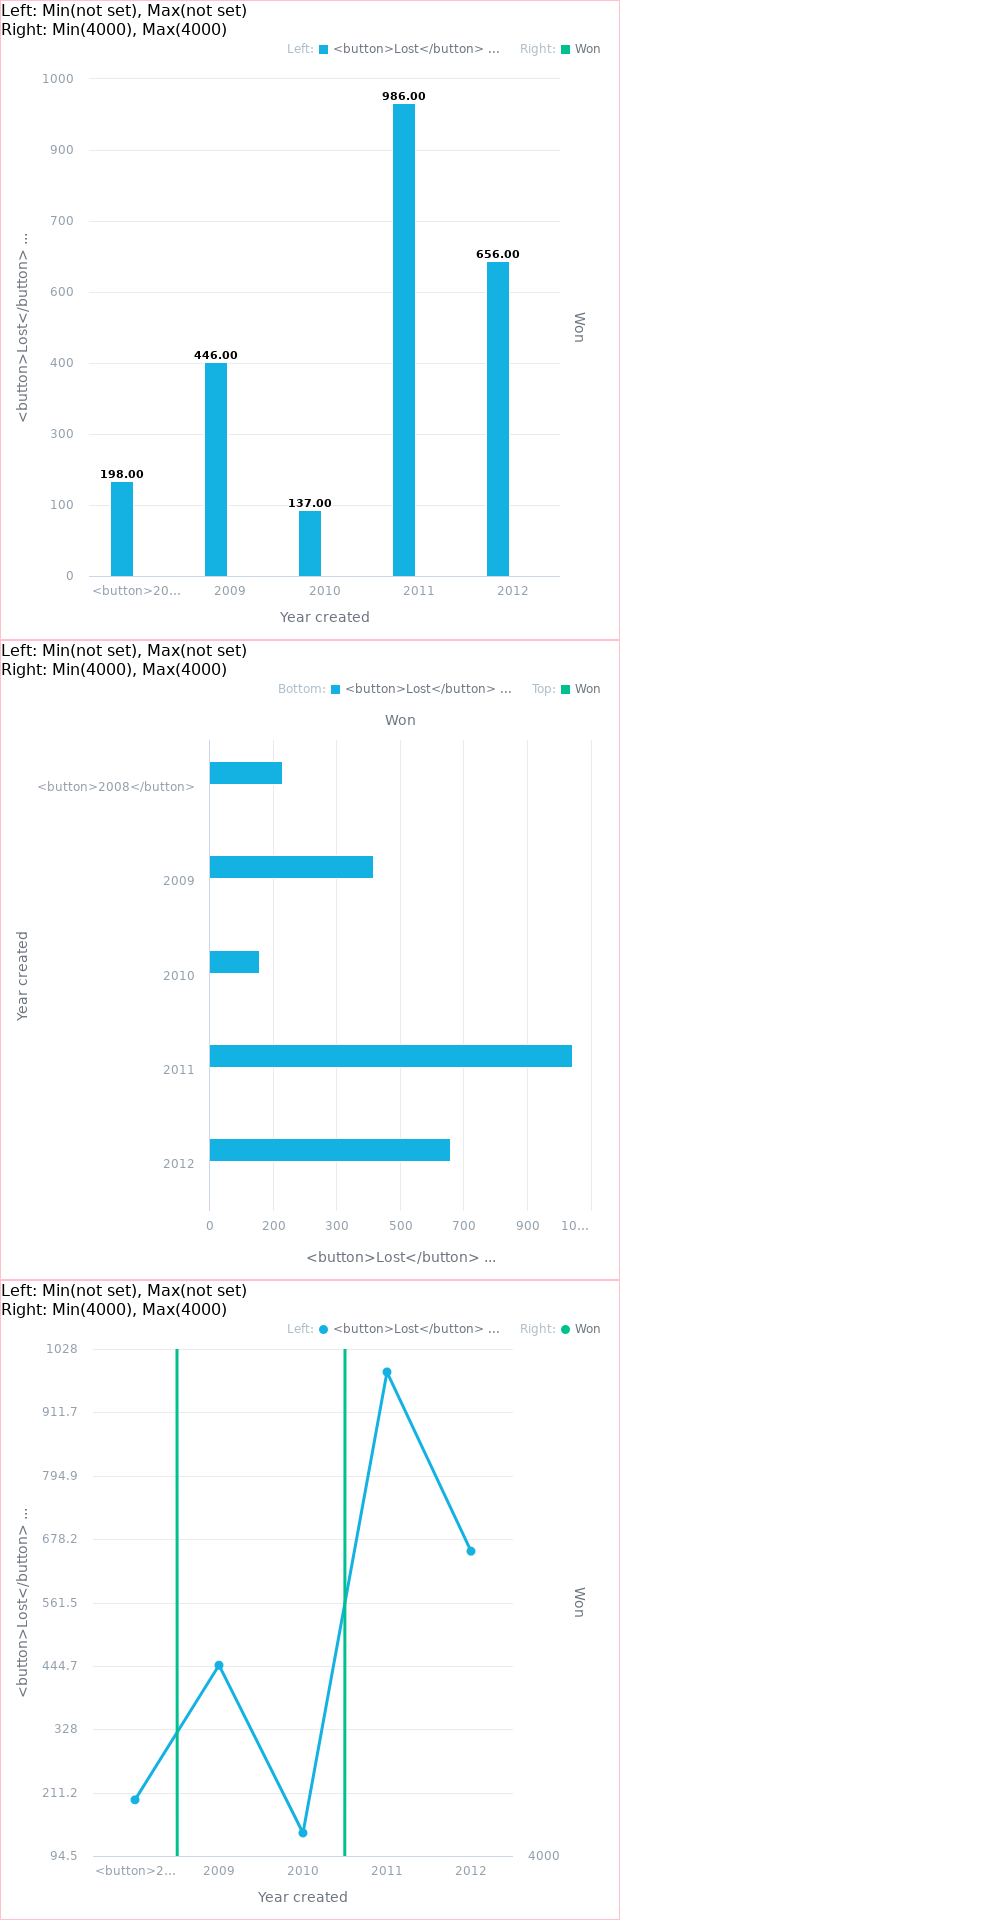 Left: Min(not set), Max(not set)
Right: Min(4000), Max(4000)
Left: <button>Lost</button> ... Right: Won
1000
986.00
900
700
656.00
600
<button>Lost</button> ...
Won
446.00
400
300
198.00
137.00
100
0
<button>20... 2009 2010 2011 2012
Year created
Left: Min(not set), Max(not set)
Right: Min(4000), Max(4000)
Bottom: <button>Lost</button> ... Top: Won
Won
<button>2008</button>
2009
Year created
2010
2011
2012
0 200 300 500 700 900 10...
<button>Lost</button> ...
Left: Min(not set), Max(not set)
Right: Min(4000), Max(4000)
Left: <button>Lost</button> ... Right: Won
1028
911.7
794.9
678.2
561.5
<button>Lost</button> ...
Won
444.7
328
211.2
94.5 4000
<button>2... 2009 2010 2011 2012
Year created